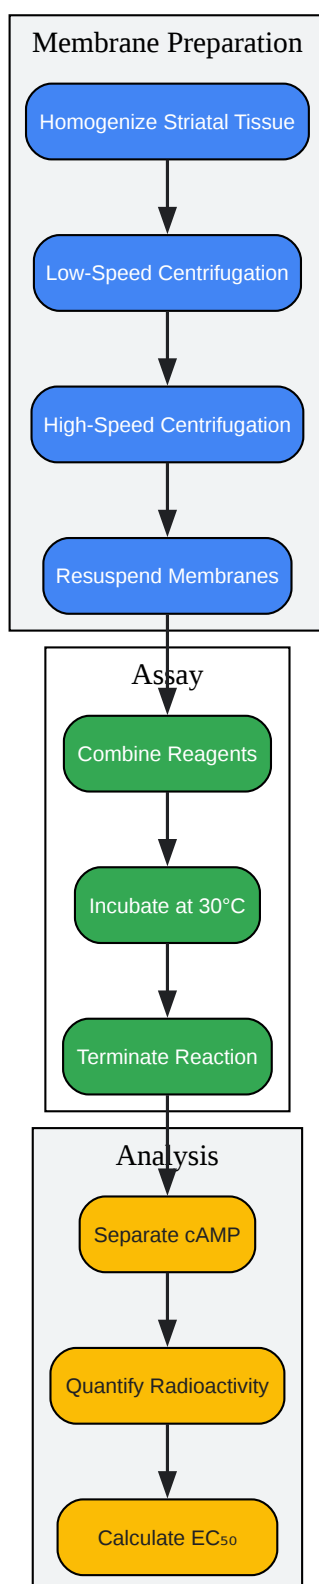 Membrane Preparation
Homogenize Striatal Tissue
Low-Speed Centrifugation
High-Speed Centrifugation
Resuspend Membranes
Assay
Combine Reagents
Incubate at 30°C
Terminate Reaction
Analysis
Separate cAMP
Quantify Radioactivity
Calculate EC₅₀